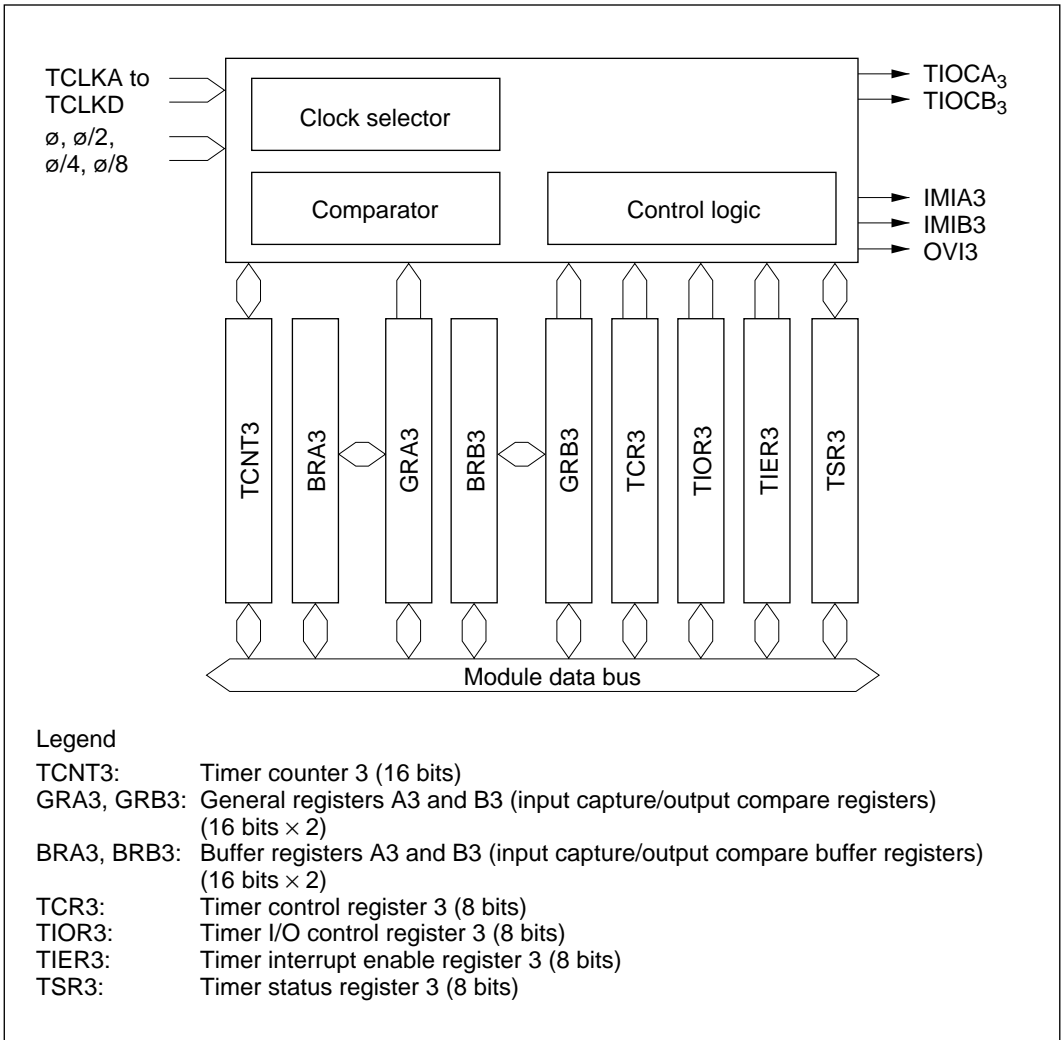 TCLKA to
TCLKD
ø, ø/2,
ø/4, ø/8
Clock selector
Comparator
Control logic
TIOCA3
TIOCB3
IMIA3
IMIB3
OVI3
TCNT3
BRA3
GRA3
BRB3
GRB3
TCR3
TIOR3
TIER3
TSR3
Module data bus
Legend
TCNT3: Timer counter 3 (16 bits)
GRA3, GRB3: General registers A3 and B3 (input capture/output compare registers)
(16 bits × 2)
BRA3, BRB3: Buffer registers A3 and B3 (input capture/output compare buffer registers)
(16 bits × 2)
TCR3: Timer control register 3 (8 bits)
TIOR3: Timer I/O control register 3 (8 bits)
TIER3: Timer interrupt enable register 3 (8 bits)
TSR3: Timer status register 3 (8 bits)